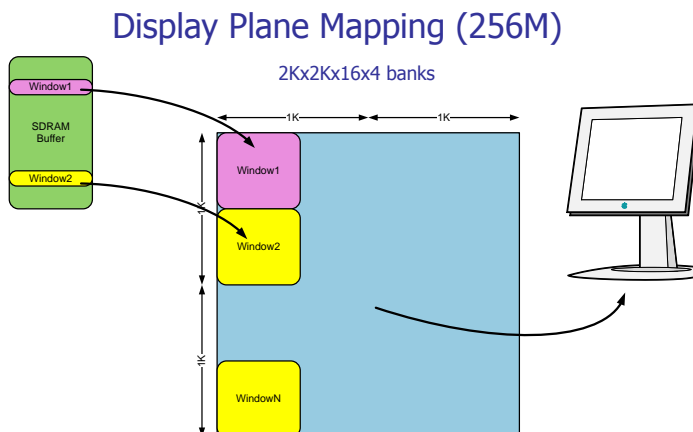 Display Plane Mapping (256M)
2Kx2Kx16x4 banks
Window1
SDRAM
Buffer
Window2
1K
1K
1K
1K
Window1
Window2
WindowN